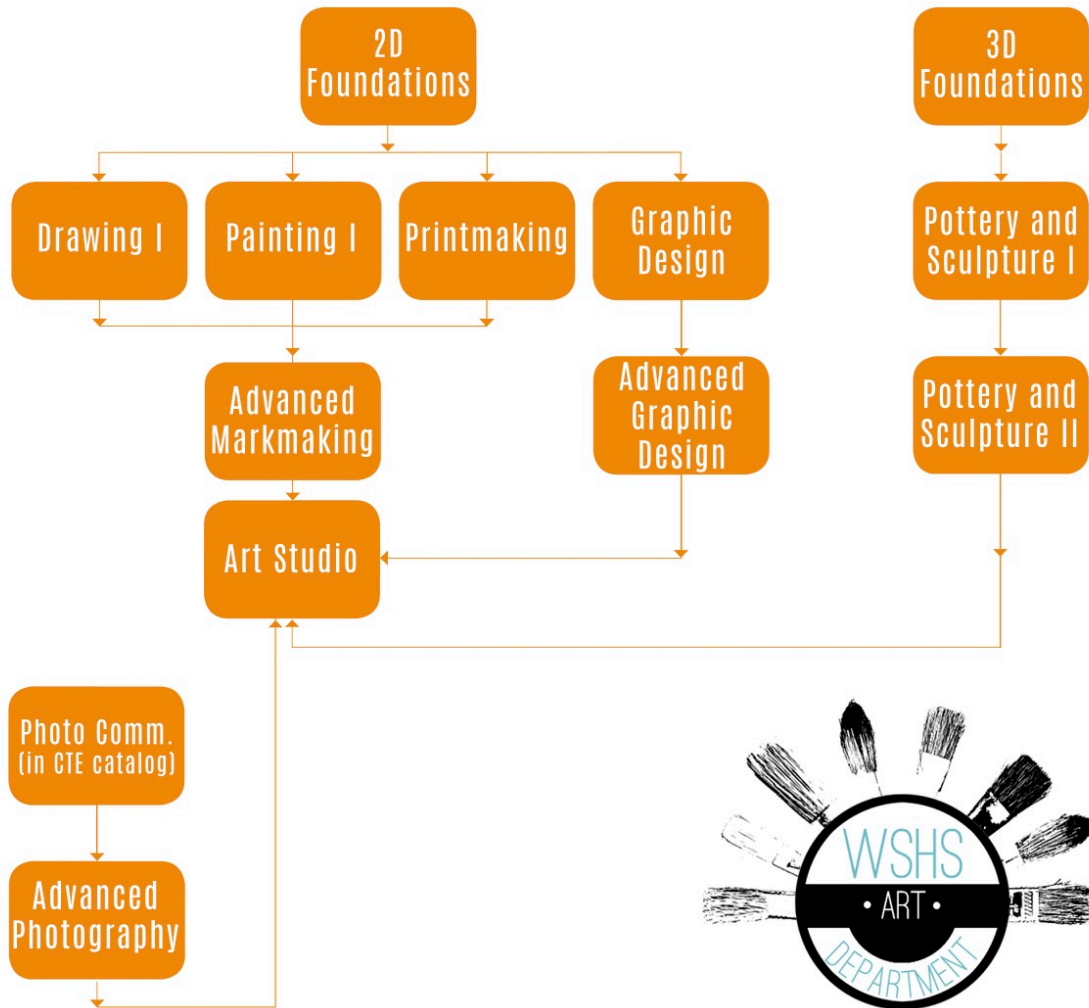 2D
Foundations
3D
Foundations
Drawing I
Painting I
Printmaking
Graphic
Design
Pottery and
Sculpture I
Advanced
Markmaking
Advanced
Graphic
Design
Pottery and
Sculpture II
Art Studio
Photo Comm.
(in CTE catalog)
Advanced
Photography
WSHS
• ART •
DEPARTMENT